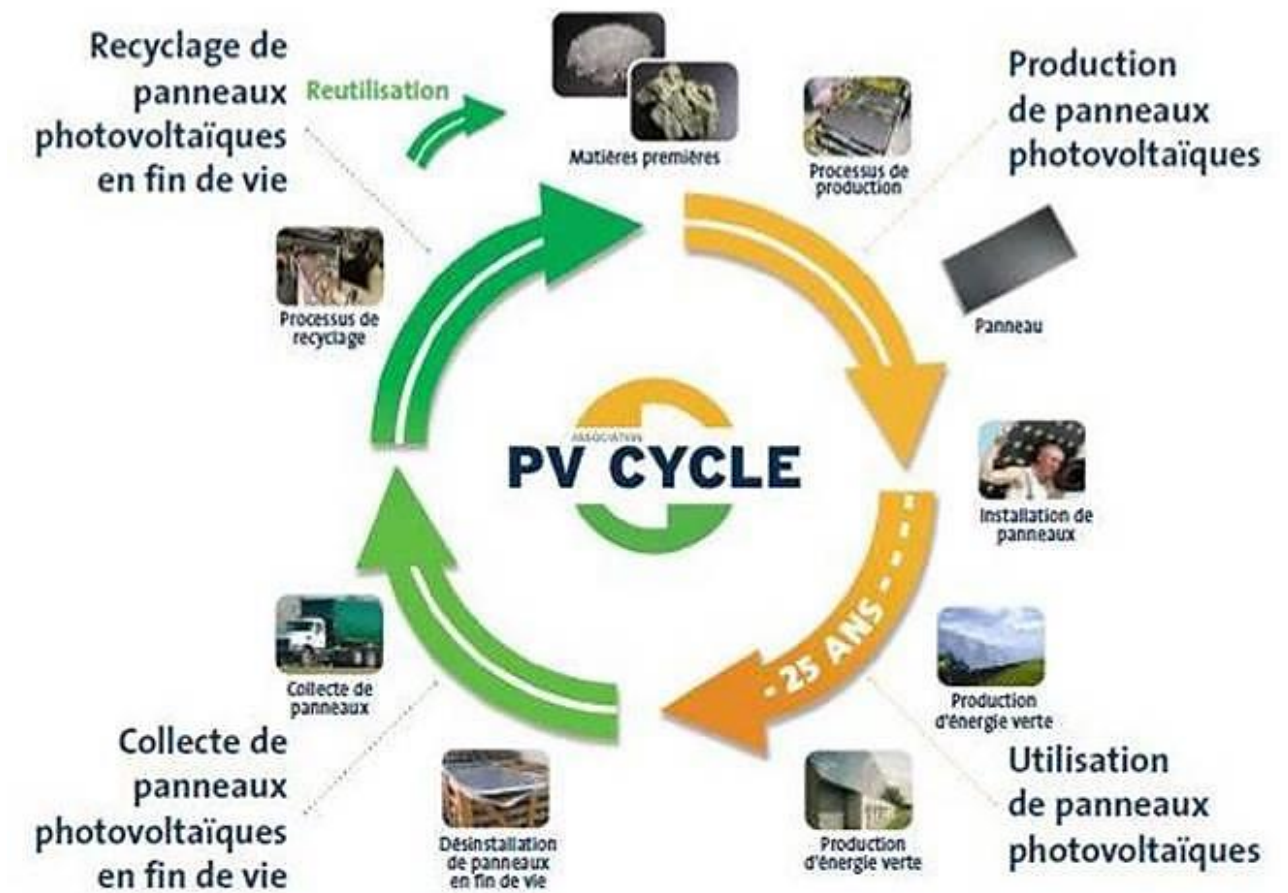 Recyclage de
panneaux
photovoltaïques
en fin de vie
Reutilisation
Matières premières
Processus de
production
Production
de panneaux
photovoltaïques
Panneau
Processus de
recyclage
ASSOCIATION
PV CYCLE
Installation de
panneaux
- 25 ANS - - - -
Collecte de
panneaux
Production
d'énergie verte
Collecte de
panneaux
photovoltaïques
en fin de vie
Désinstallation
de panneaux
en fin de vie
Production
d'énergie verte
Utilisation
de panneaux
photovoltaïques